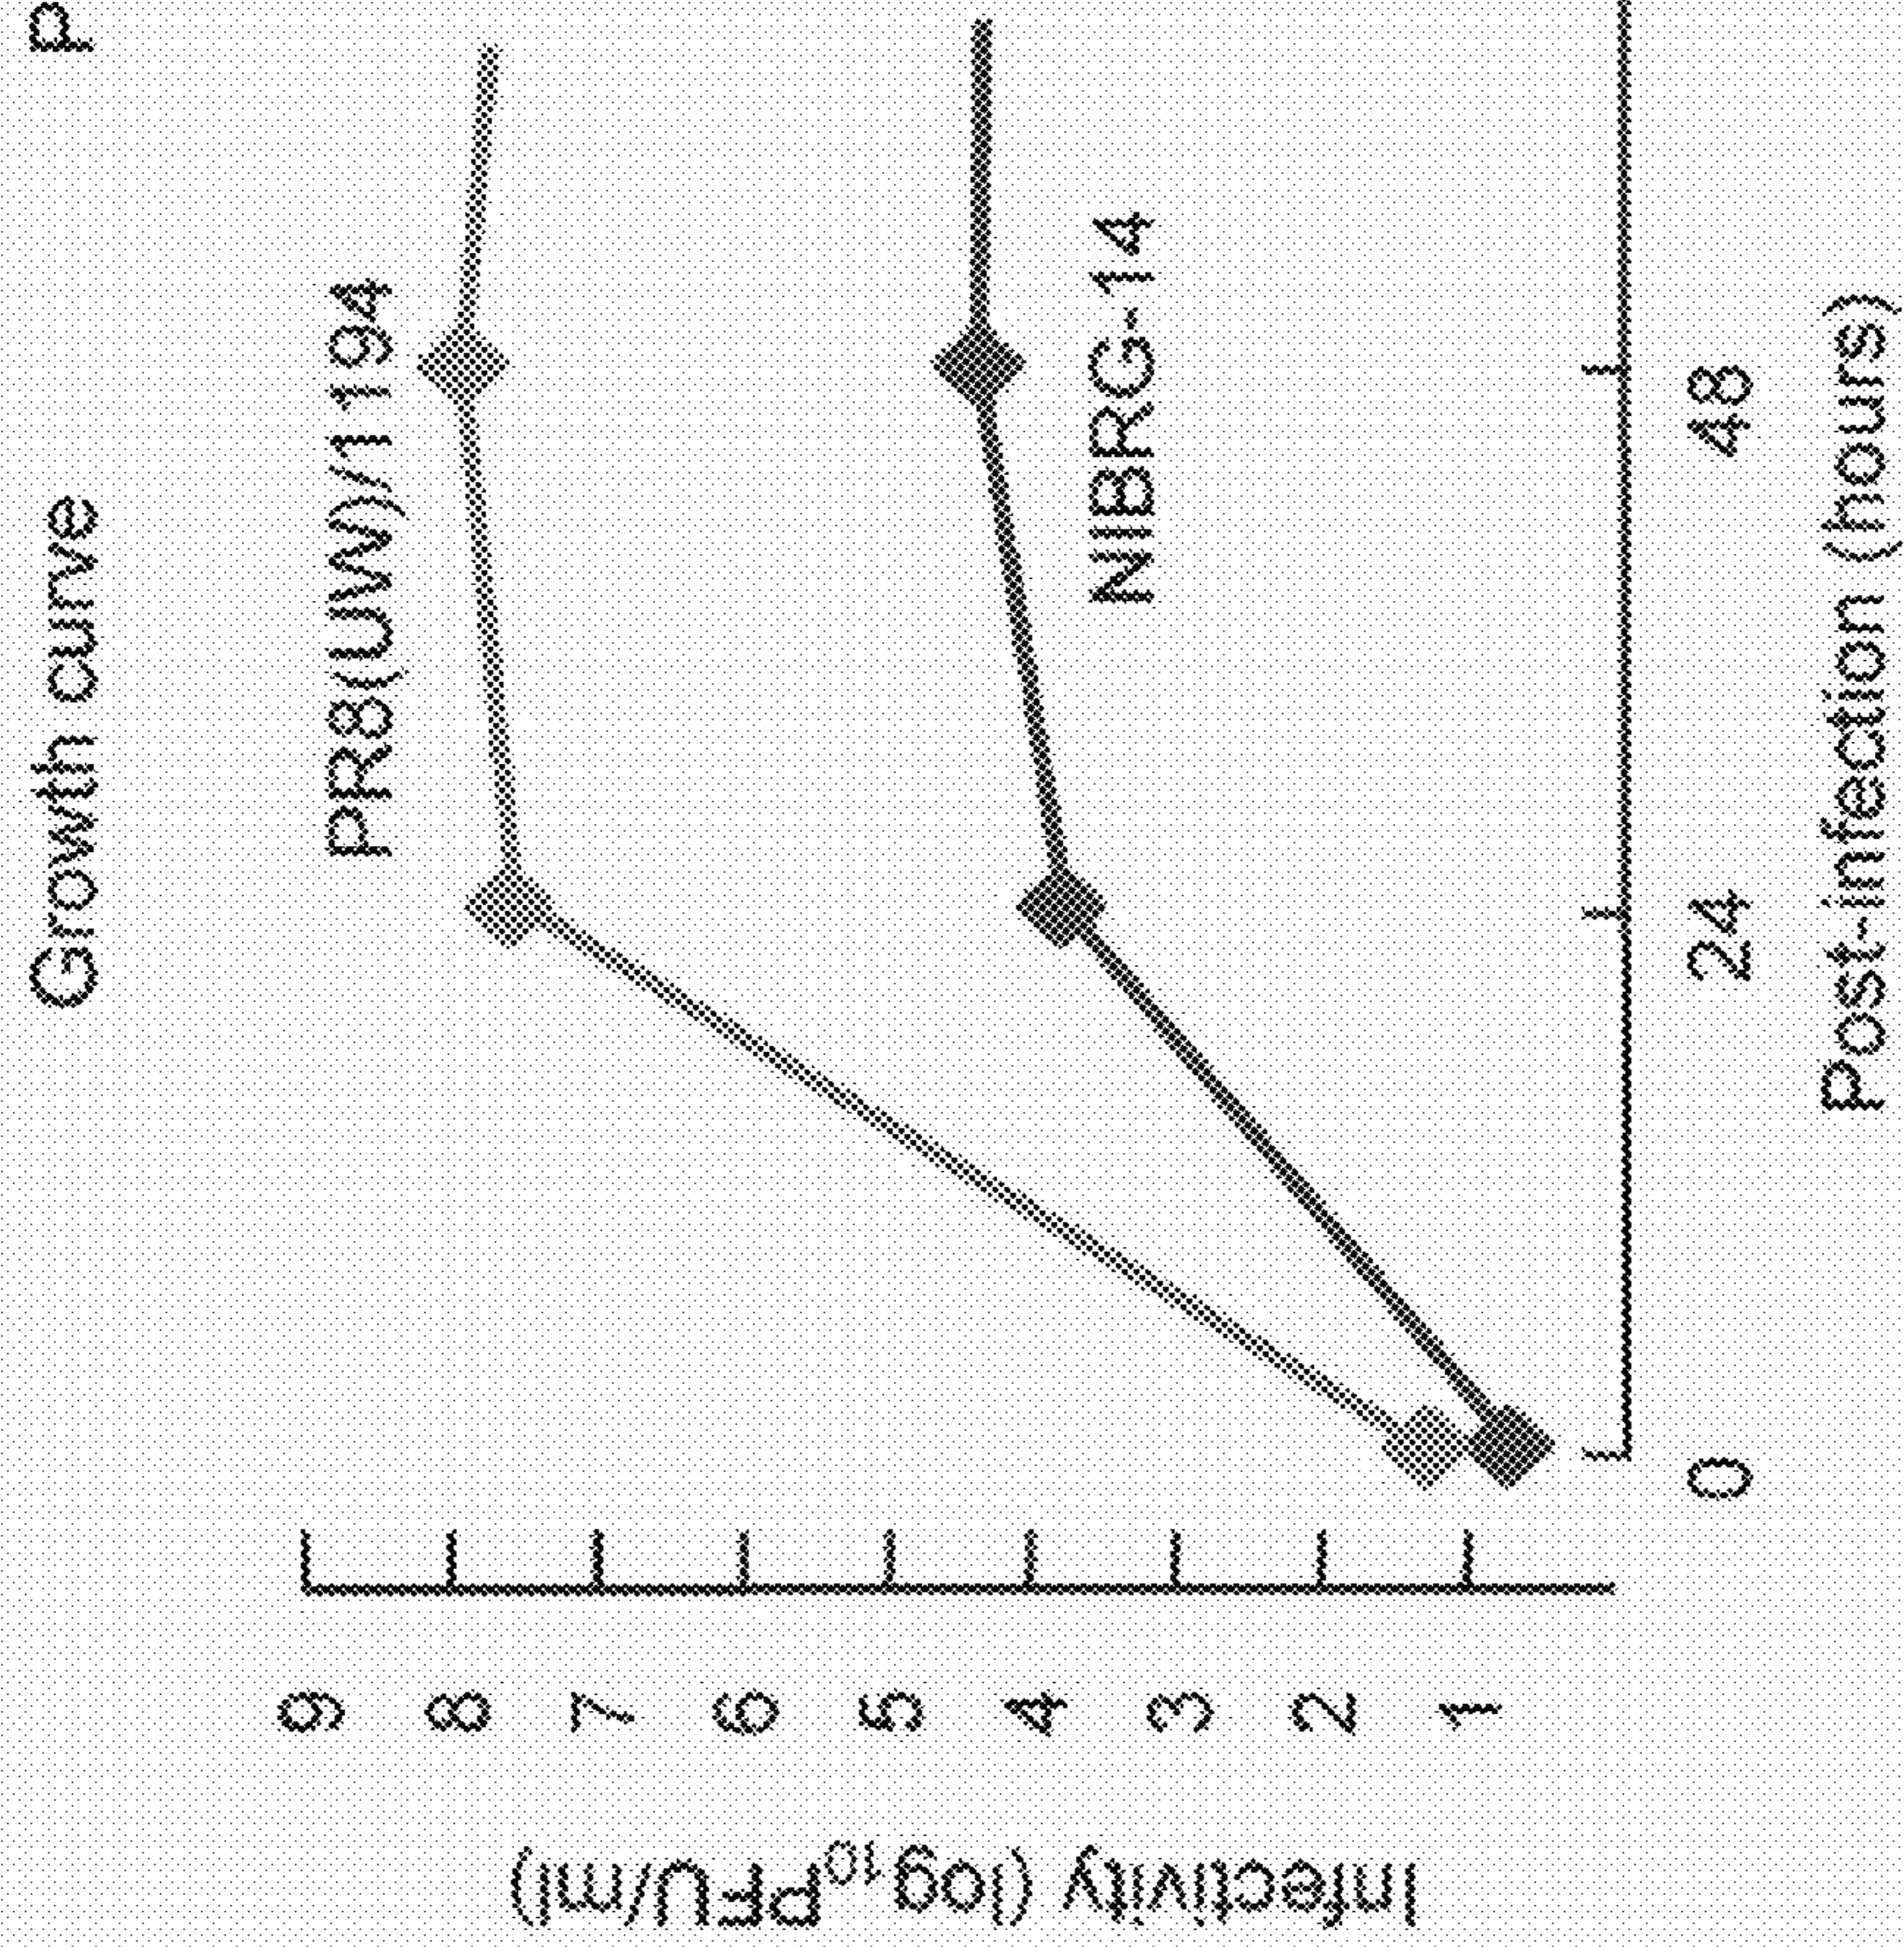 Growth curve
P
PR8(UW)/1194
NIBRG-14
Infectivity (log₁₀PFU/ml)
9
8
7
6
5
4
3
2
1
0
24
48
Post-infection (hours)